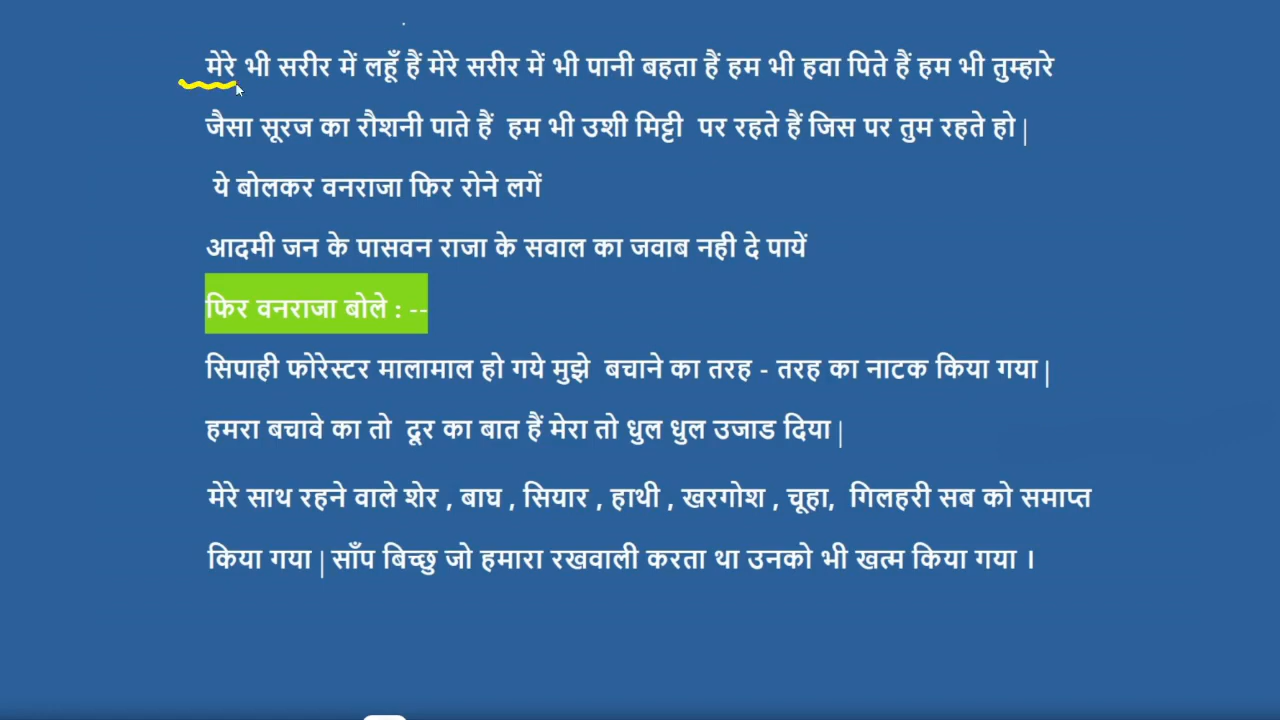 मेरे भी सरीर में लहूँ हैं मेरे सरीर में भी पानी बहता हैं हम भी हवा पिते हैं हम भी तुम्हारे
जैसा सूरज का रौशनी पाते हैं हम भी उशी मिट्टी पर रहते हैं जिस पर तुम रहते हो |
ये बोलकर वनराजा फिर रोने लगें
आदमी जन के पासवन राजा के सवाल का जवाब नही दे पायें
फिर वनराजा बोले : --
सिपाही फोरेस्टर मालामाल हो गये मुझे बचाने का तरह - तरह का नाटक किया गया |
हमरा बचावे का तो दूर का बात हैं मेरा तो धुल धुल उजाड दिया |
मेरे साथ रहने वाले शेर , बाघ , सियार , हाथी , खरगोश , चूहा, गिलहरी सब को समाप्त
किया गया | साँप बिच्छु जो हमारा रखवाली करता था उनको भी खत्म किया गया ।